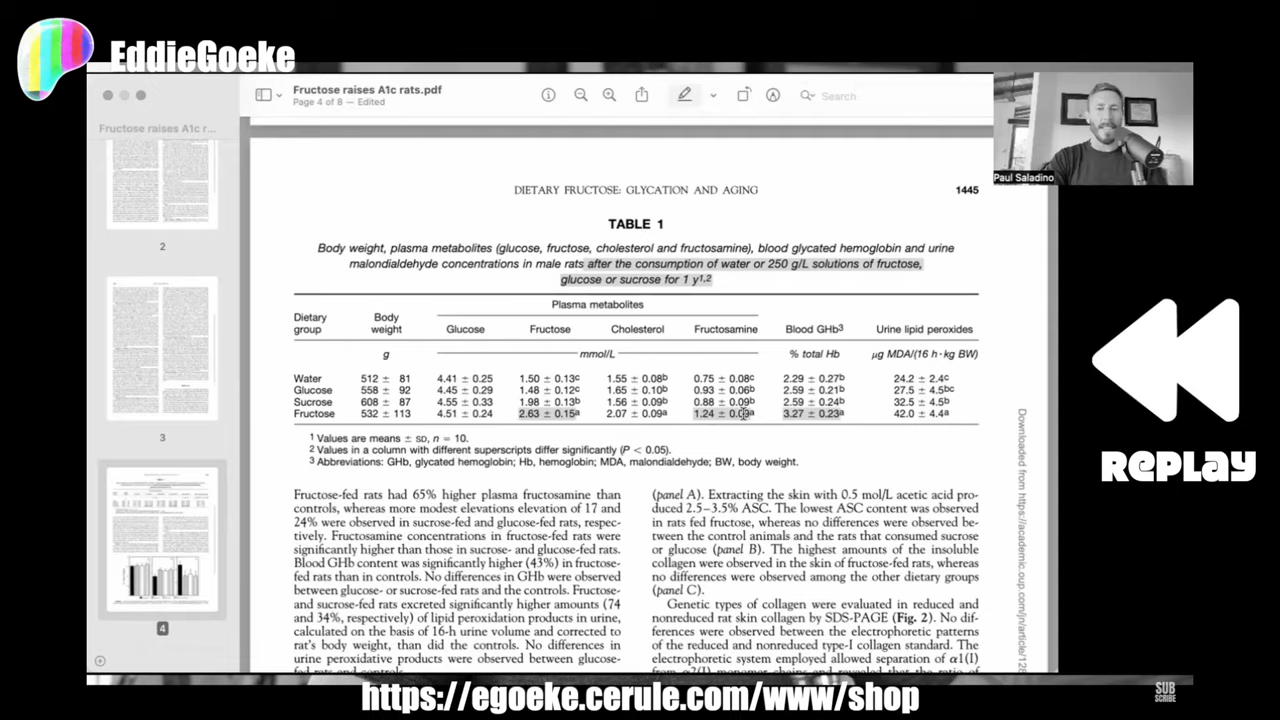 EddieGoeke
Fructose raises A1c rats.pdf
Page 4 of 8 — Edited
Search
Fructose raises A1c r...
2
3
4
Paul Saladino
DIETARY FRUCTOSE: GLYCATION AND AGING 1445
TABLE 1
Body weight, plasma metabolites (glucose, fructose, cholesterol and fructosamine), blood glycated hemoglobin and urine
malondialdehyde concentrations in male rats after the consumption of water or 250 g/L solutions of fructose,
glucose or sucrose for 1 y1,2
Plasma metabolites
Dietary group Body weight Glucose Fructose Cholesterol Fructosamine Blood GHb3 Urine lipid peroxides
g mmol/L % total Hb μg MDA/(16 h · kg BW)
Water 512 ± 81 4.41 ± 0.25 1.50 ± 0.13c 1.55 ± 0.08b 0.75 ± 0.08c 2.29 ± 0.27b 24.2 ± 2.4c
Glucose 558 ± 92 4.45 ± 0.29 1.48 ± 0.12c 1.65 ± 0.10b 0.93 ± 0.06b 2.59 ± 0.21b 27.5 ± 4.5bc
Sucrose 608 ± 87 4.55 ± 0.33 1.98 ± 0.13b 1.56 ± 0.09b 0.88 ± 0.09b 2.59 ± 0.24b 32.5 ± 4.5b
Fructose 532 ± 113 4.51 ± 0.24 2.63 ± 0.15a 2.07 ± 0.09a 1.24 ± 3.27 ± 0.23a 42.0 ± 4.4a
1 Values are means ± SD, n = 10.
2 Values in a column with different superscripts differ significantly (P < 0.05).
3 Abbreviations: GHb, glycated hemoglobin; Hb, hemoglobin; MDA, malondialdehyde; BW, body weight.
Fructose-fed rats had 65% higher plasma fructosamine than
controls, whereas more modest elevations elevation of 17 and
24% were observed in sucrose-fed and glucose-fed rats, respec-
tively. Fructosamine concentrations in fructose-fed rats were
significantly higher than those in sucrose- and glucose-fed rats.
Blood GHb content was significantly higher (43%) in fructose-
fed rats than in controls. No differences in GHb were observed
between glucose- or sucrose-fed rats and the controls. Fructose-
and sucrose-fed rats excreted significantly higher amounts (74
and 34%, respectively) of lipid peroxidation products in urine,
calculated on the basis of 16-h urine volume and corrected to
rat's body weight, than did the controls. No differences in
urine peroxidative products were observed between glucose-
fed rats and controls.
(panel A). Extracting the skin with 0.5 mol/L acetic acid pro-
duced 2.5–3.5% ASC. The lowest ASC content was observed
in rats fed fructose, whereas no differences were observed be-
tween the control animals and the rats that consumed sucrose
or glucose (panel B). The highest amounts of the insoluble
collagen were observed in the skin of fructose-fed rats, whereas
no differences were observed among the other dietary groups
(panel C).
Genetic types of collagen were evaluated in reduced and
nonreduced rat skin collagen by SDS-PAGE (Fig. 2). No dif-
ferences were observed between the electrophoretic patterns
of the reduced and nonreduced type-I collagen standard. The
electrophoretic system employed allowed separation of α1(I)
from α2(I) monomer chains and revealed that the ratio of
Downloaded from https://academic.oup.com/jn/article/128
REPLAY
https://egoeke.cerule.com/www/shop
SUB
SCRIBE